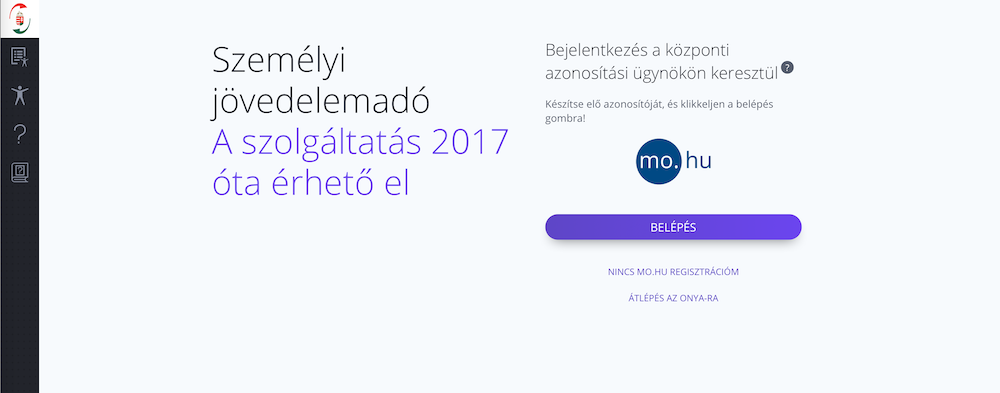 Személyi
jövedelemadó
A szolgáltatás 2017
óta érhető el
Bejelentkezés a központi
azonosítási ügynökön keresztül ?
Készítse elő azonosítóját, és klikkeljen a belépés
gombra!
mo.hu
BELÉPÉS
NINCS MO.HU REGISZTRÁCIÓM
ÁTLÉPÉS AZ ONYA-RA